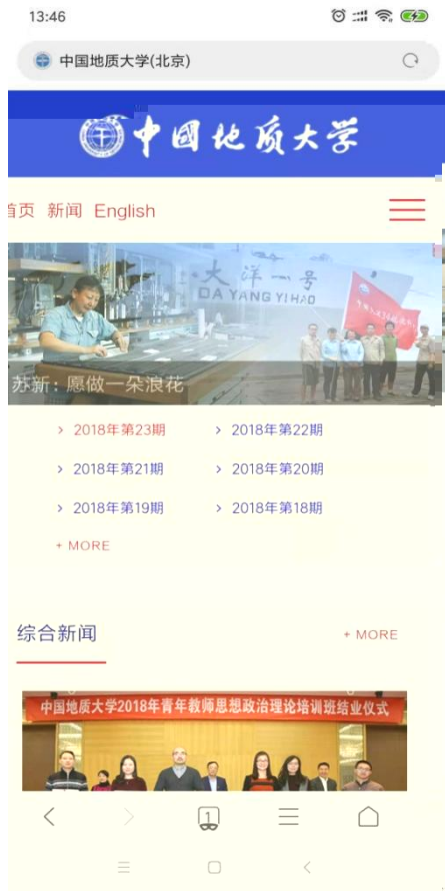 13:46
中国地质大学(北京)
中國地质大学
首页 新闻 English
大洋一号
DA YANG YI HAO
苏新：愿做一朵浪花
› 2018年第23期
› 2018年第22期
› 2018年第21期
› 2018年第20期
› 2018年第19期
› 2018年第18期
+ MORE
综合新闻
+ MORE
中国地质大学2018年青年教师思想政治理论培训班结业仪式
1